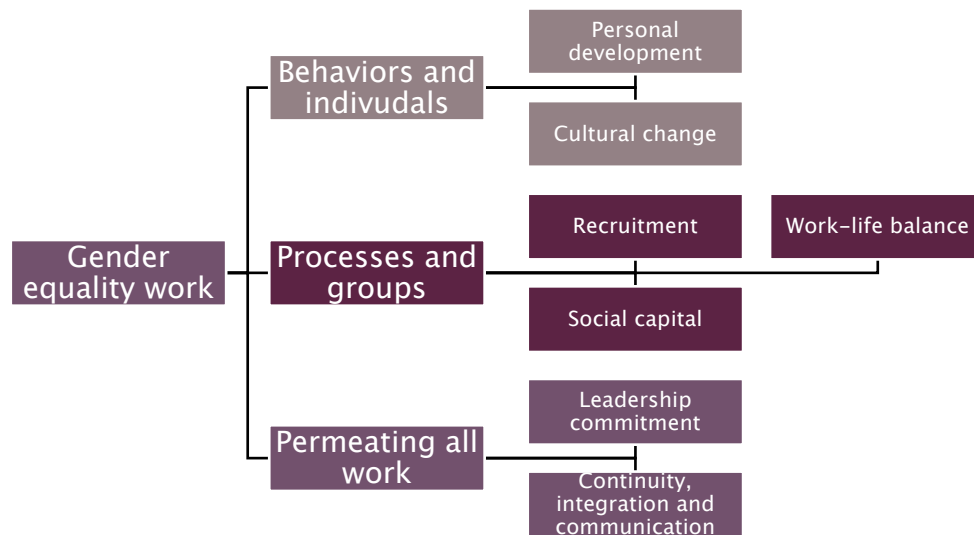 Gender
equality work
Behaviors and
indivudals
Personal
development
Cultural change
Processes and
groups
Recruitment
Work-life balance
Social capital
Permeating all
work
Leadership
commitment
Continuity,
integration and
communication